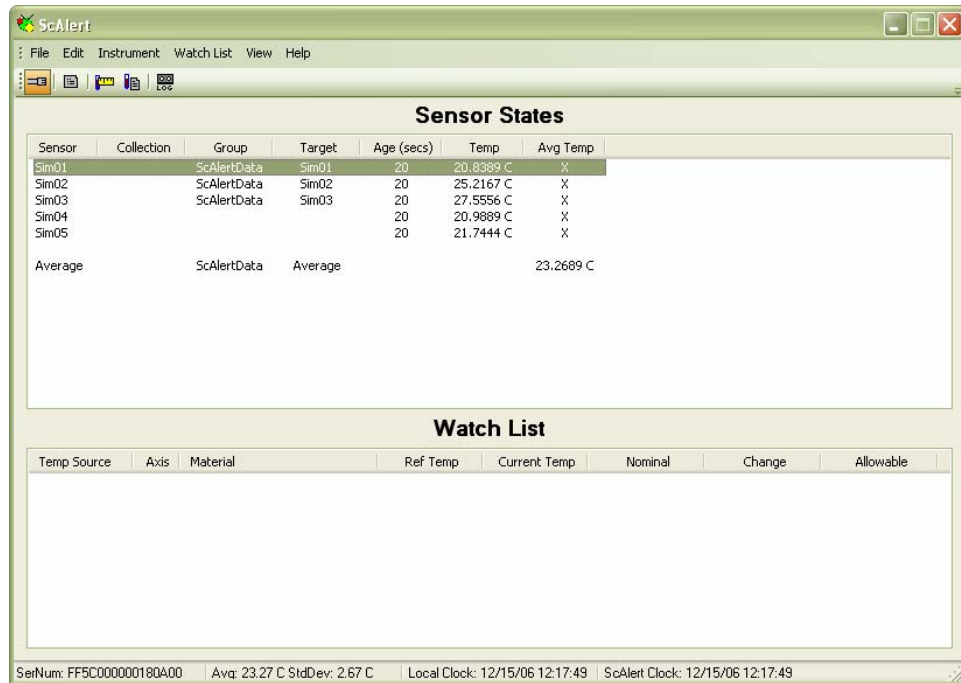 ScAlert
File Edit Instrument Watch List View Help
LOG
Sensor States
Sensor Collection Group Target Age (secs) Temp Avg Temp
Sim01 ScAlertData Sim01 20 20.8389 C X
Sim02 ScAlertData Sim02 20 25.2167 C X
Sim03 ScAlertData Sim03 20 27.5556 C X
Sim04 20 20.9889 C X
Sim05 20 21.7444 C X
Average ScAlertData Average 23.2689 C
Watch List
Temp Source Axis Material Ref Temp Current Temp Nominal Change Allowable
SerNum: FF5C000000180A00 Avg: 23.27 C StdDev: 2.67 C Local Clock: 12/15/06 12:17:49 ScAlert Clock: 12/15/06 12:17:49